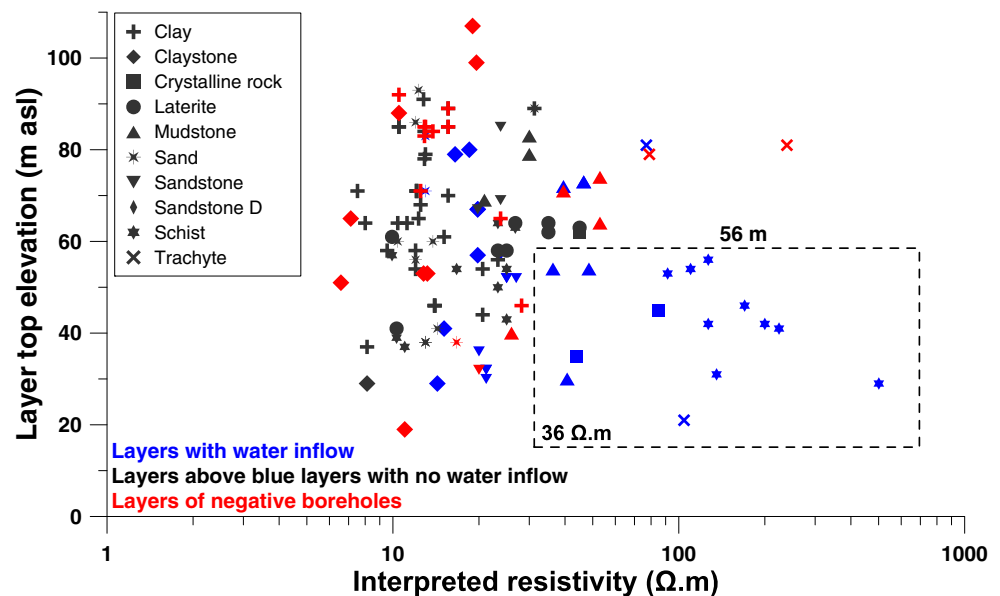 Layer top elevation (m asl)
100
80
60
40
20
0
Clay
Claystone
Crystalline rock
Laterite
Mudstone
Sand
Sandstone
Sandstone D
Schist
Trachyte
56 m
36 Ω.m
Layers with water inflow
Layers above blue layers with no water inflow
Layers of negative boreholes
1
10
100
1000
Interpreted resistivity (Ω.m)